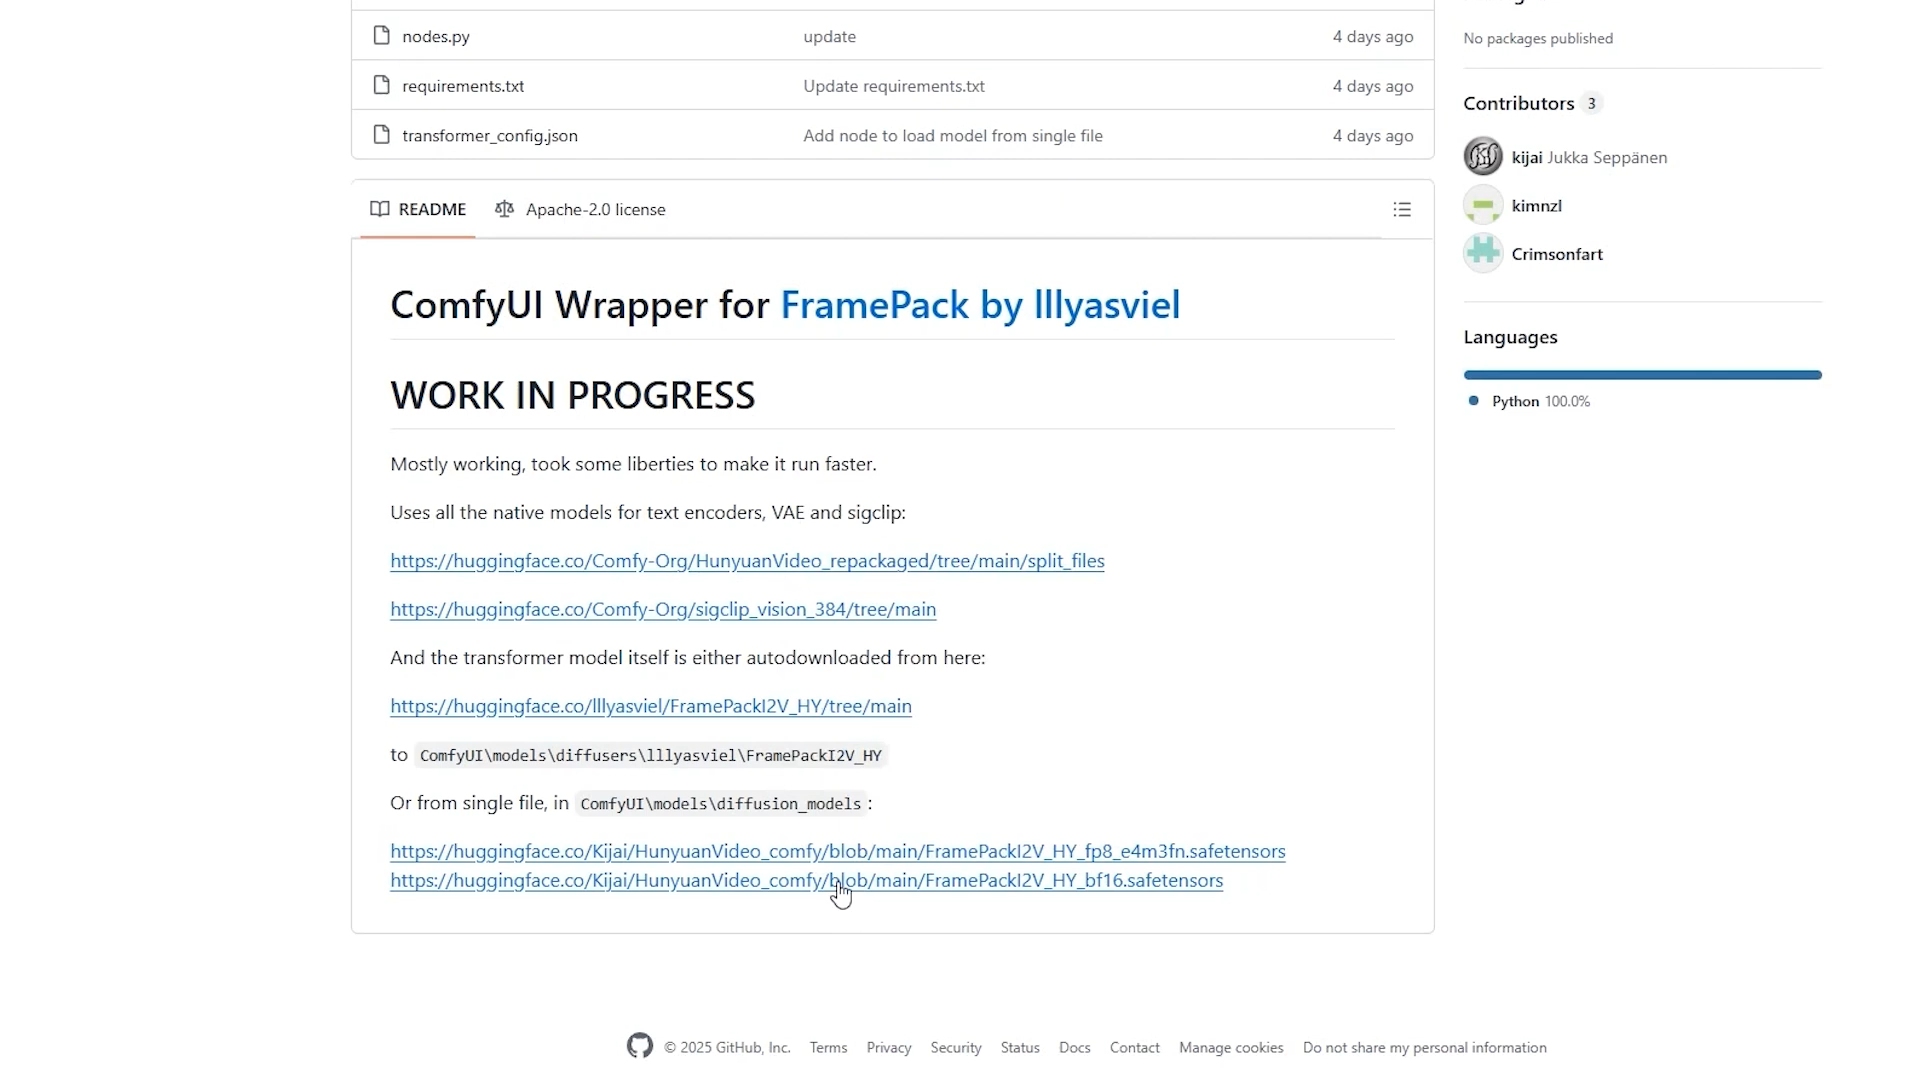 nodes.py update 4 days ago
requirements.txt Update requirements.txt 4 days ago
transformer_config.json Add node to load model from single file 4 days ago
README Apache-2.0 license
ComfyUI Wrapper for FramePack by lllyasviel
WORK IN PROGRESS
Mostly working, took some liberties to make it run faster.
Uses all the native models for text encoders, VAE and sigclip:
https://huggingface.co/Comfy-Org/HunyuanVideo_repackaged/tree/main/split_files
https://huggingface.co/Comfy-Org/sigclip_vision_384/tree/main
And the transformer model itself is either autodownloaded from here:
https://huggingface.co/lllyasviel/FramePackI2V_HY/tree/main
to ComfyUI\models\diffusers\lllyasviel\FramePackI2V_HY
Or from single file, in ComfyUI\models\diffusion_models :
https://huggingface.co/Kijai/HunyuanVideo_comfy/blob/main/FramePackI2V_HY_fp8_e4m3fn.safetensors
https://huggingface.co/Kijai/HunyuanVideo_comfy/blob/main/FramePackI2V_HY_bf16.safetensors
No packages published
Contributors 3
kijai Jukka Seppänen
kimnzl
Crimsonfart
Languages
Python 100.0%
© 2025 GitHub, Inc. Terms Privacy Security Status Docs Contact Manage cookies Do not share my personal information